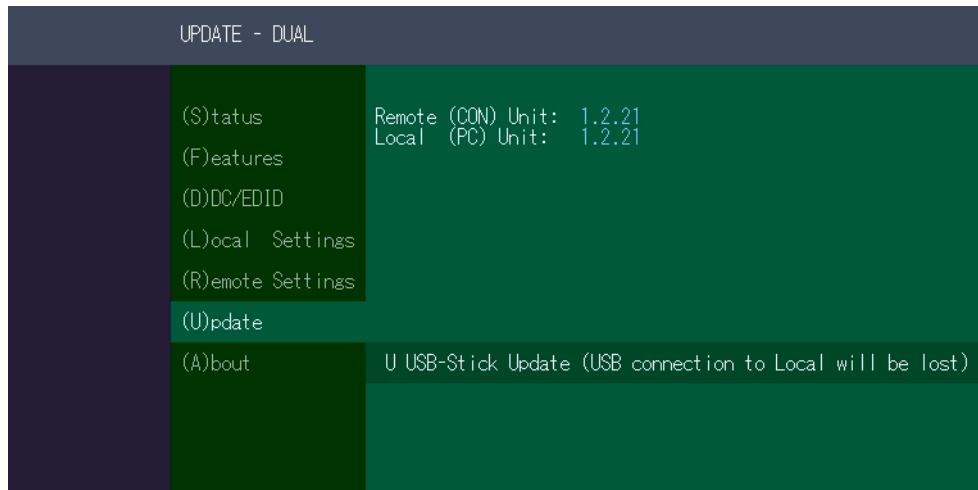 UPDATE - DUAL
(S)tatus
(F)eatures
(D)DC/EDID
(L)ocal Settings
(R)emote Settings
(U)pdate
(A)bout
Remote (CON) Unit: 1.2.21
Local (PC) Unit: 1.2.21
U USB-Stick Update (USB connection to Local will be lost)